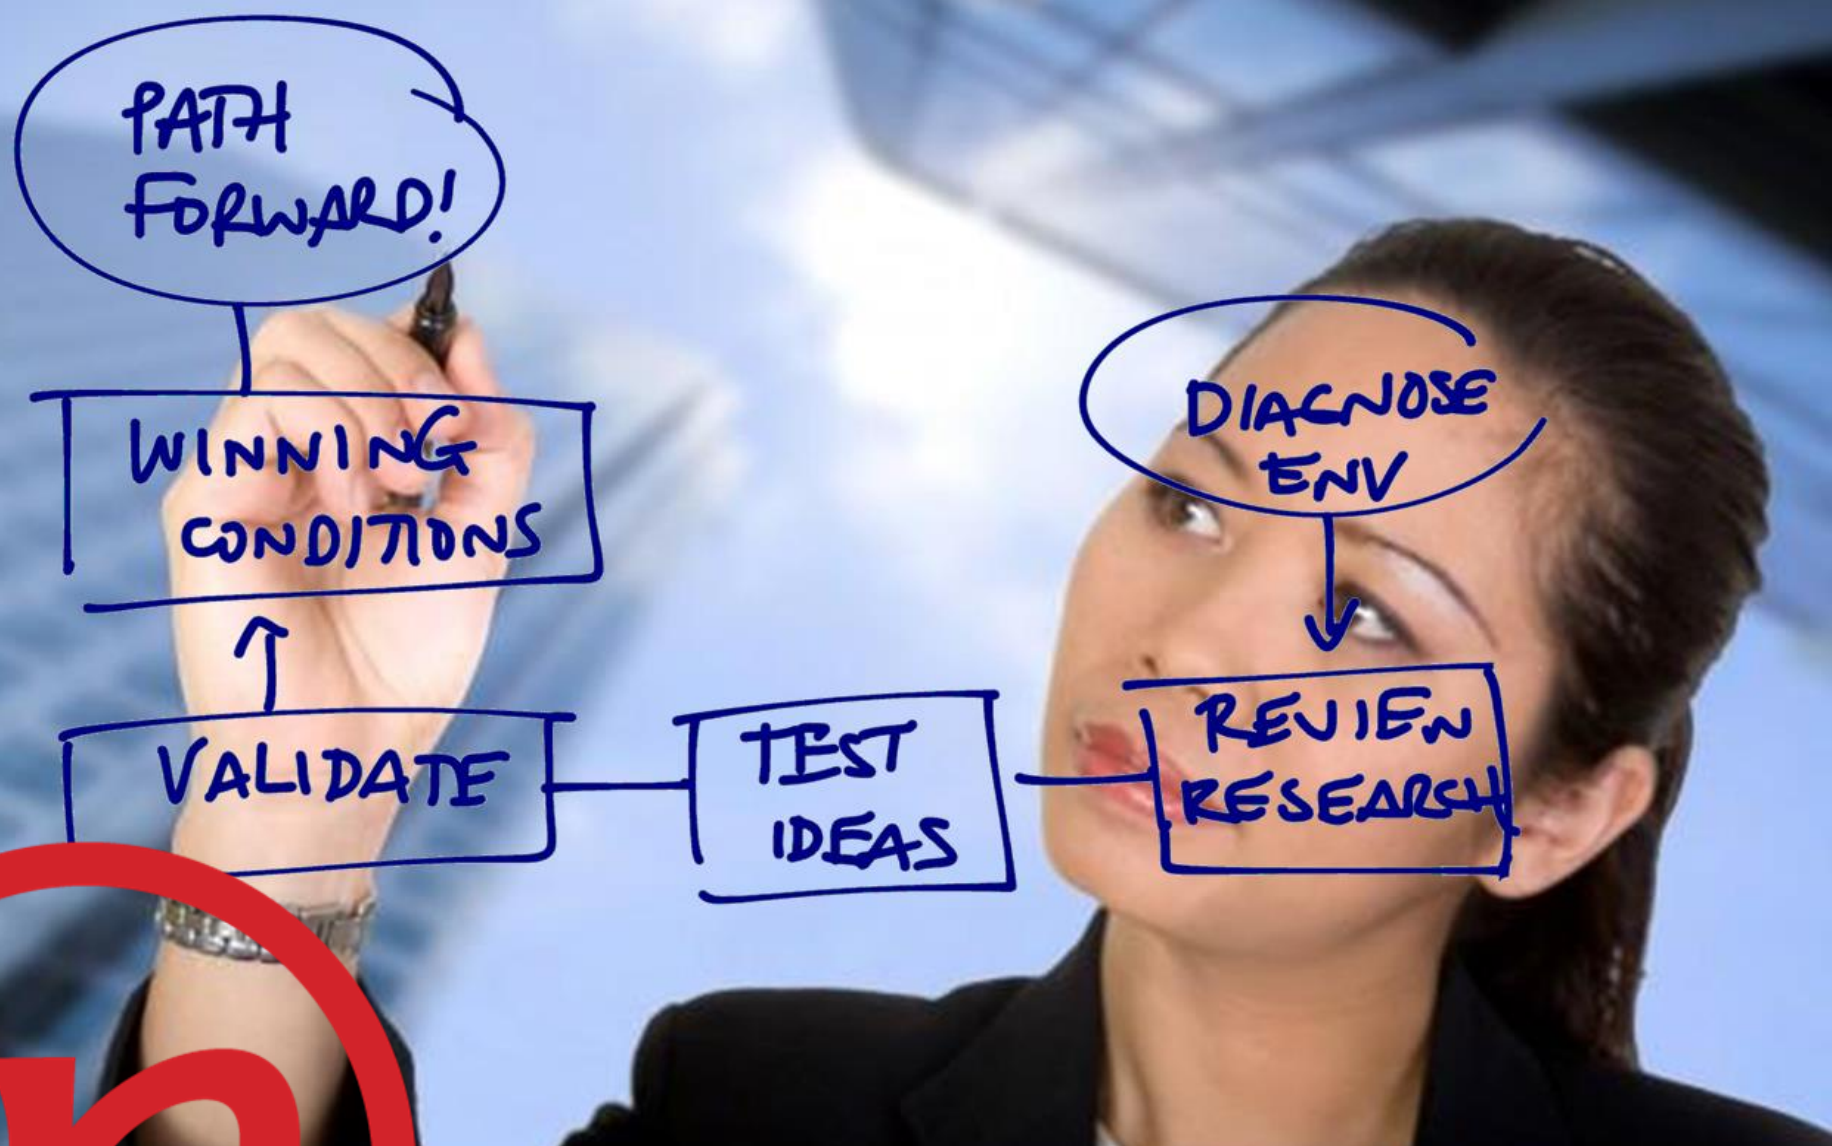 PATH
FORWARD!
WINNING
CONDITIONS
DIAGNOSE
ENV
VALIDATE
TEST
IDEAS
REVIEW
RESEARCH
n